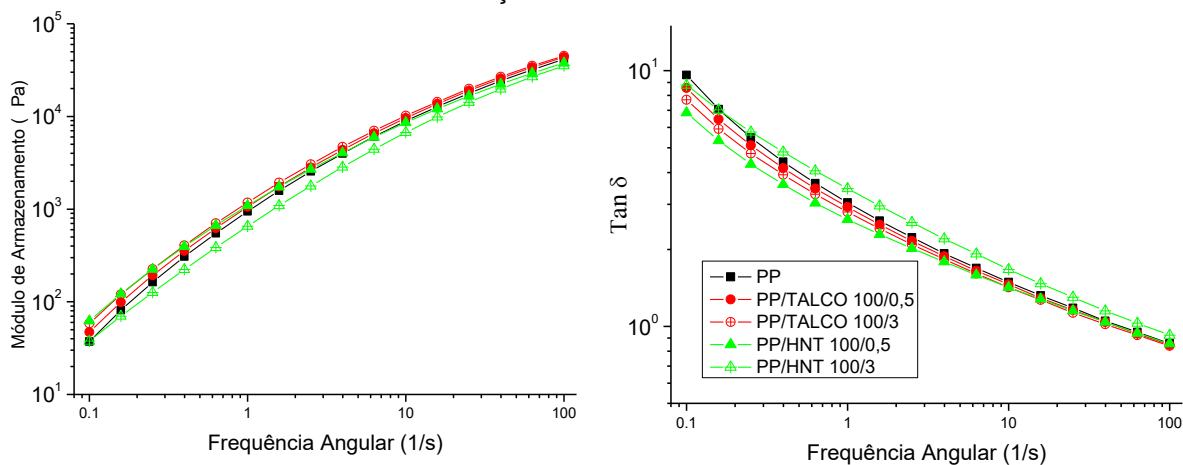 Módulo de Armazenamento ( Pa)
10^5
10^4
10^3
10^2
10^1
0.1 1 10 100
Frequência Angular (1/s)
Tan δ
10^1
10^0
PP
PP/TALCO 100/0,5
PP/TALCO 100/3
PP/HNT 100/0,5
PP/HNT 100/3
0.1 1 10 100
Frequência Angular (1/s)